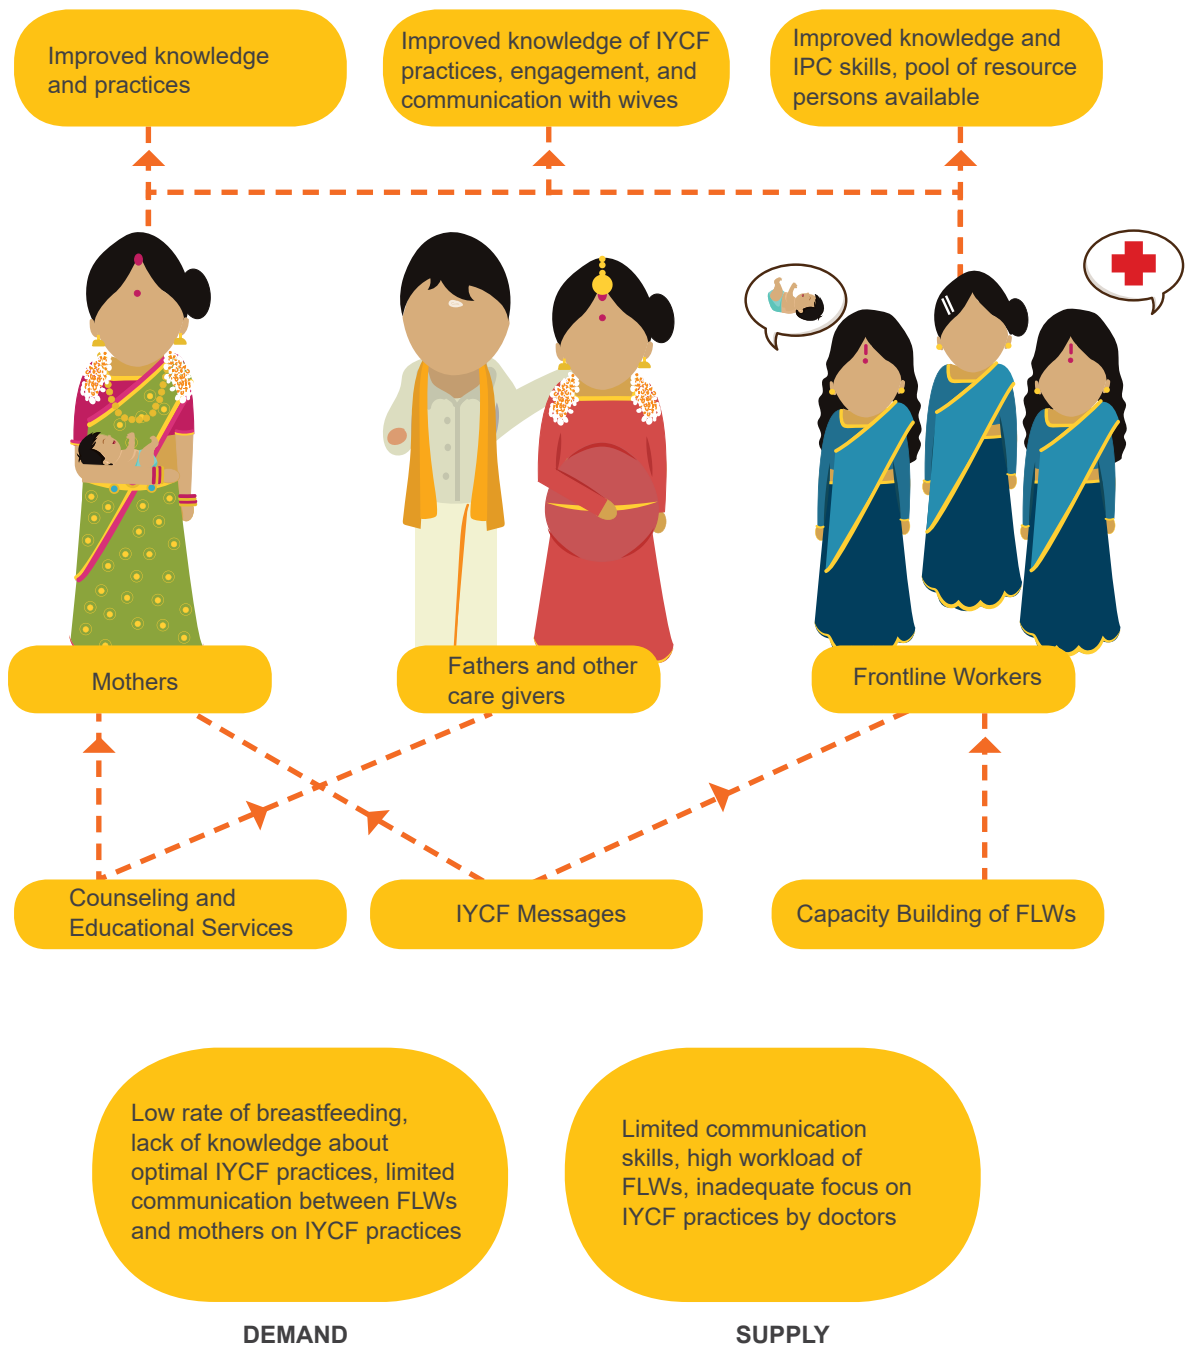 Improved knowledge
and practices
Improved knowledge of IYCF
practices, engagement, and
communication with wives
Improved knowledge and
IPC skills, pool of resource
persons available
Mothers
Fathers and other
care givers
Frontline Workers
Counseling and
Educational Services
IYCF Messages
Capacity Building of FLWs
Low rate of breastfeeding,
lack of knowledge about
optimal IYCF practices, limited
communication between FLWs
and mothers on IYCF practices
Limited communication
skills, high workload of
FLWs, inadequate focus on
IYCF practices by doctors
DEMAND
SUPPLY